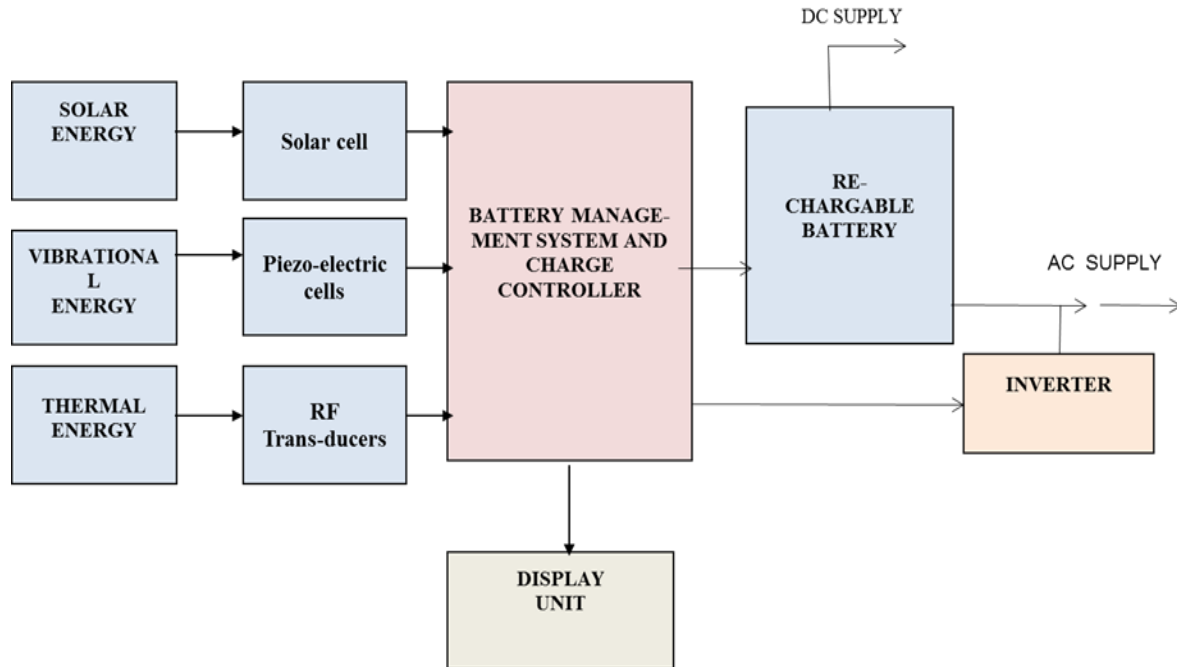 DC SUPPLY
SOLAR
ENERGY
Solar cell
VIBRATIONA
L
ENERGY
Piezo-electric
cells
THERMAL
ENERGY
RF
Trans-ducers
BATTERY MANAGE-
MENT SYSTEM AND
CHARGE
CONTROLLER
RE-
CHARGABLE
BATTERY
AC SUPPLY
INVERTER
DISPLAY
UNIT